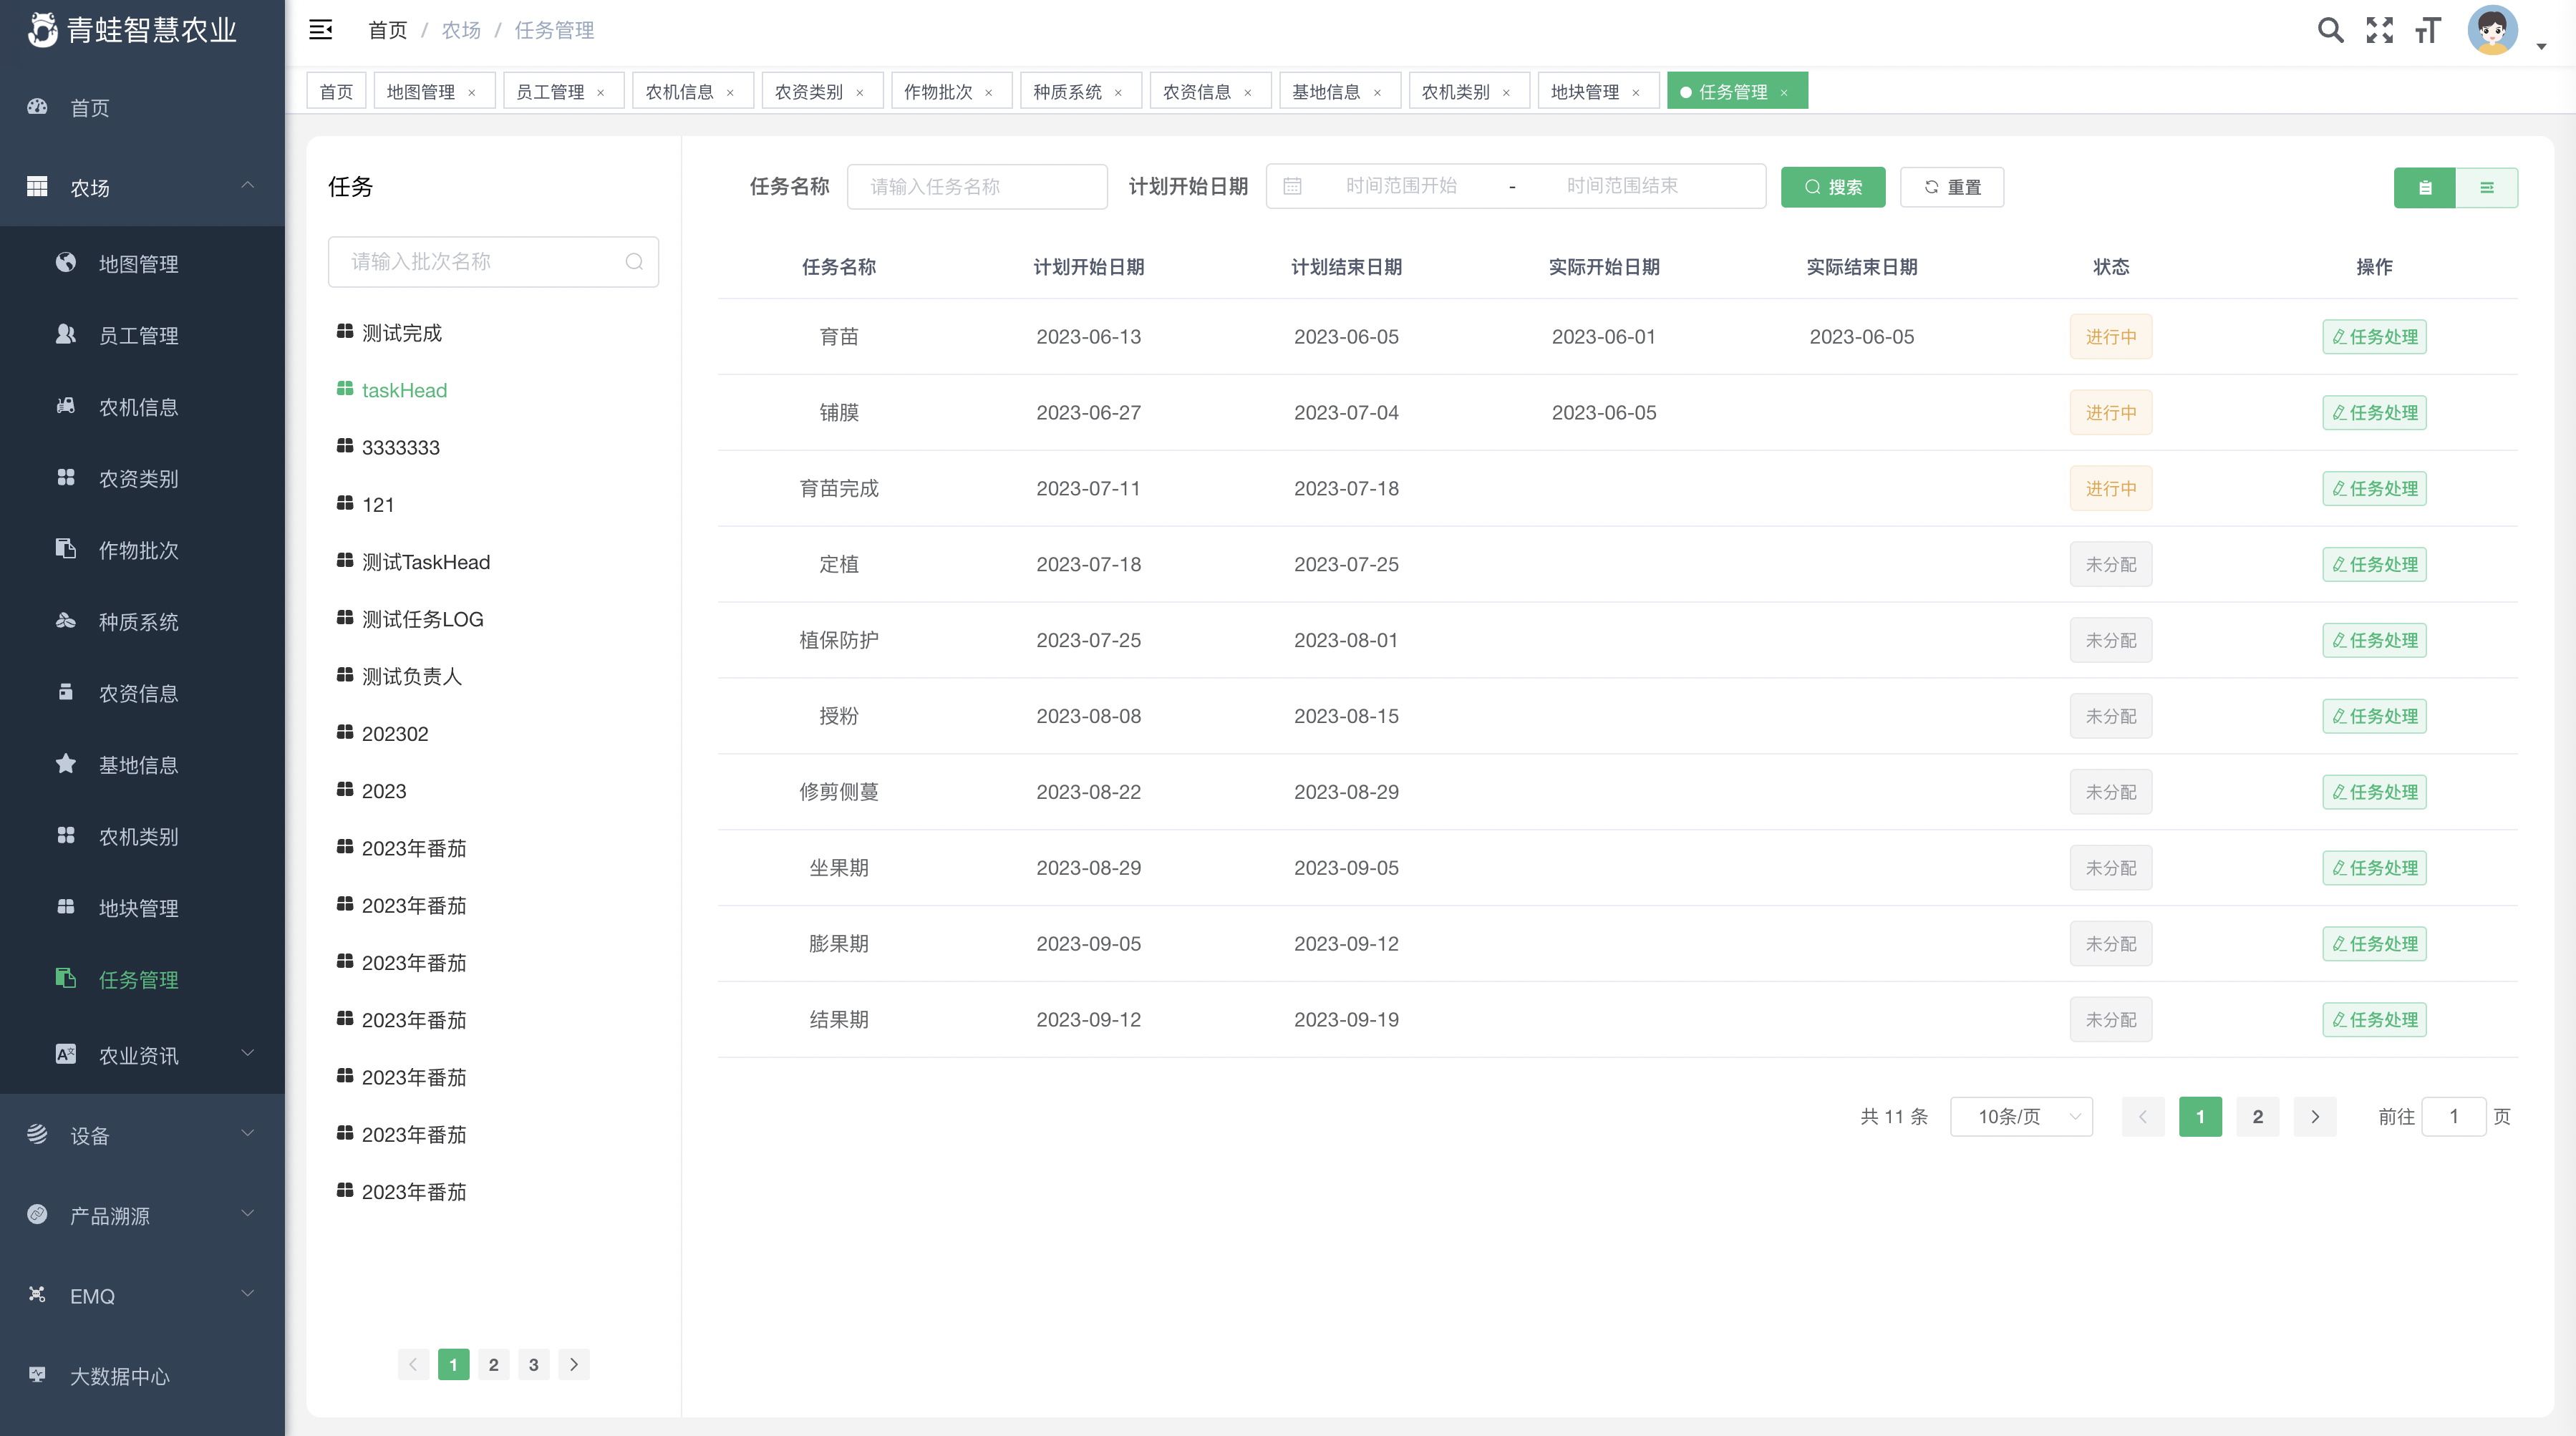 青蛙智慧农业
首页
农场
地图管理
员工管理
农机信息
农资类别
作物批次
种质系统
农资信息
基地信息
农机类别
地块管理
任务管理
农业资讯
设备
产品溯源
EMQ
大数据中心
首页 / 农场 / 任务管理
首页 地图管理 × 员工管理 × 农机信息 × 农资类别 × 作物批次 × 种质系统 × 农资信息 × 基地信息 × 农机类别 × 地块管理 × 任务管理 ×
任务
请输入批次名称
测试完成
taskHead
3333333
121
测试TaskHead
测试任务LOG
测试负责人
202302
2023
2023年番茄
2023年番茄
2023年番茄
2023年番茄
2023年番茄
2023年番茄
2023年番茄
1 2 3
任务名称 请输入任务名称 计划开始日期 时间范围开始 - 时间范围结束 搜索 重置
任务名称 计划开始日期 计划结束日期 实际开始日期 实际结束日期 状态 操作
育苗 2023-06-13 2023-06-05 2023-06-01 2023-06-05 进行中 任务处理
铺膜 2023-06-27 2023-07-04 2023-06-05 进行中 任务处理
育苗完成 2023-07-11 2023-07-18 进行中 任务处理
定植 2023-07-18 2023-07-25 未分配 任务处理
植保防护 2023-07-25 2023-08-01 未分配 任务处理
授粉 2023-08-08 2023-08-15 未分配 任务处理
修剪侧蔓 2023-08-22 2023-08-29 未分配 任务处理
坐果期 2023-08-29 2023-09-05 未分配 任务处理
膨果期 2023-09-05 2023-09-12 未分配 任务处理
结果期 2023-09-12 2023-09-19 未分配 任务处理
共 11 条 10条/页 1 2 前往 1 页